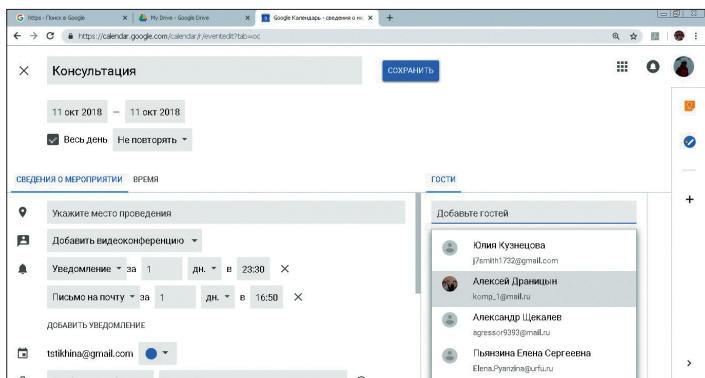 https - Поиск в Google
My Drive - Google Drive
Google Календарь - сведения о ме
https://calendar.google.com/calendar/r/eventedit?tab=oc
Консультация
СОХРАНИТЬ
11 окт 2018 – 11 окт 2018
Весь день Не повторять
СВЕДЕНИЯ О МЕРОПРИЯТИИ ВРЕМЯ
ГОСТИ
Укажите место проведения
Добавить видеоконференцию
Уведомление за 1 дн. в 23:30
Письмо на почту за 1 дн. в 16:50
ДОБАВИТЬ УВЕДОМЛЕНИЕ
tstikhina@gmail.com
Добавьте гостей
Юлия Кузнецова
j7smith1732@gmail.com
Алексей Драницын
komp_1@mail.ru
Александр Щекалев
agressor9393@mail.ru
Пьянзина Елена Сергеевна
Elena.Pyanzina@urfu.ru